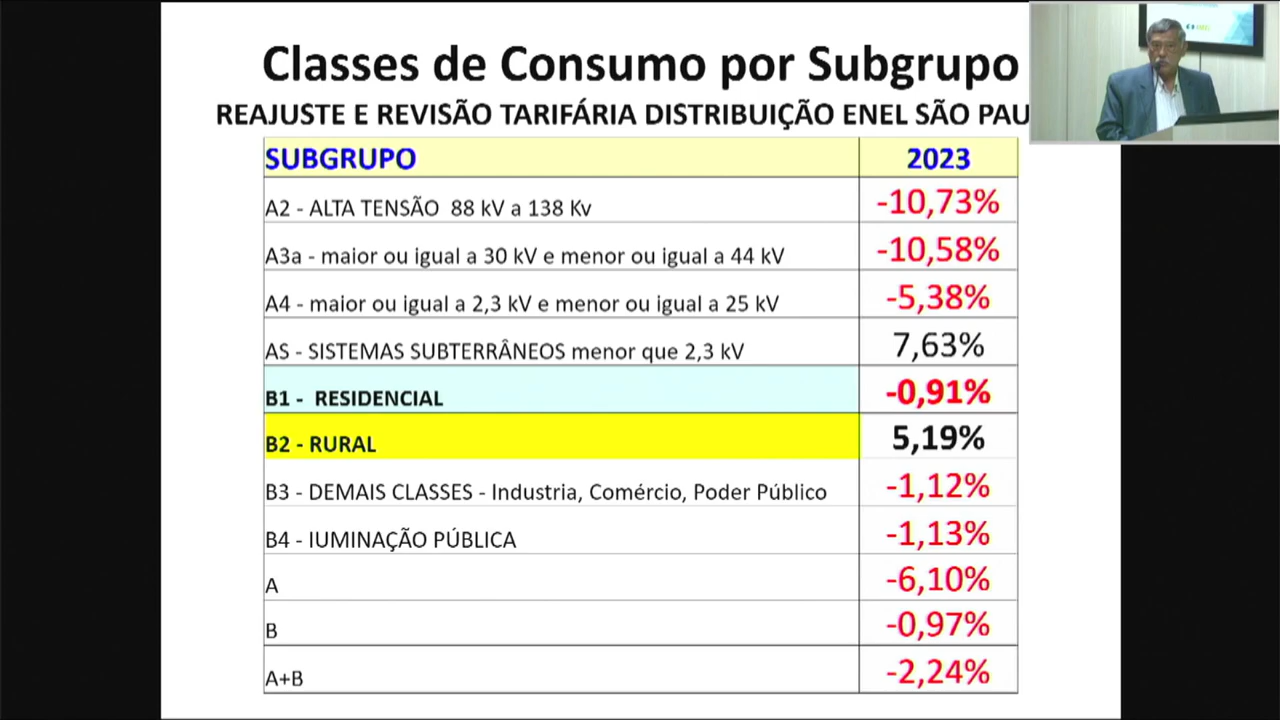 Classes de Consumo por Subgrupo
REAJUSTE E REVISÃO TARIFÁRIA DISTRIBUIÇÃO ENEL SÃO PAU
SUBGRUPO 2023
A2 - ALTA TENSÃO 88 kV a 138 Kv -10,73%
A3a - maior ou igual a 30 kV e menor ou igual a 44 kV -10,58%
A4 - maior ou igual a 2,3 kV e menor ou igual a 25 kV -5,38%
AS - SISTEMAS SUBTERRÂNEOS menor que 2,3 kV 7,63%
B1 - RESIDENCIAL -0,91%
B2 - RURAL 5,19%
B3 - DEMAIS CLASSES - Industria, Comércio, Poder Público -1,12%
B4 - IUMINAÇÃO PÚBLICA -1,13%
A -6,10%
B -0,97%
A+B -2,24%